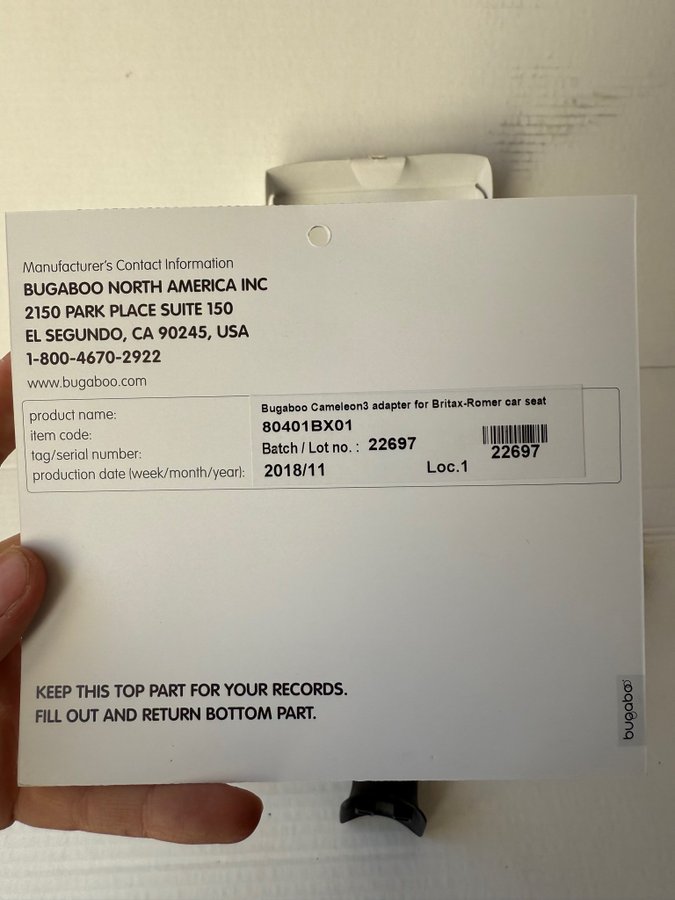 Manufacturer's Contact Information
BUGABOO NORTH AMERICA INC
2150 PARK PLACE SUITE 150
EL SEGUNDO, CA 90245, USA
1-800-4670-2922
www.bugaboo.com
product name: Bugaboo Cameleon3 adapter for Britax-Romer car seat
item code: 80401BX01
tag/serial number: Batch / Lot no. : 22697 22697
production date (week/month/year): 2018/11 Loc.1
KEEP THIS TOP PART FOR YOUR RECORDS.
FILL OUT AND RETURN BOTTOM PART.
bugaboo